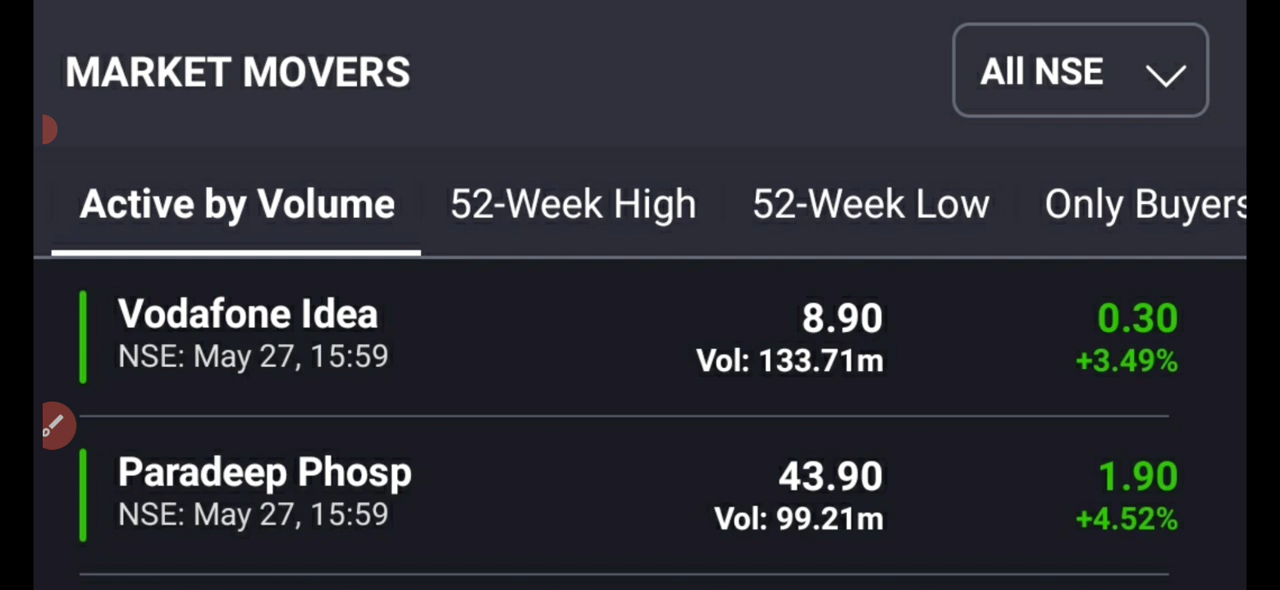 MARKET MOVERS
All NSE
Active by Volume 52-Week High 52-Week Low Only Buyers
Vodafone Idea 8.90 0.30
NSE: May 27, 15:59 Vol: 133.71m +3.49%
Paradeep Phosp 43.90 1.90
NSE: May 27, 15:59 Vol: 99.21m +4.52%